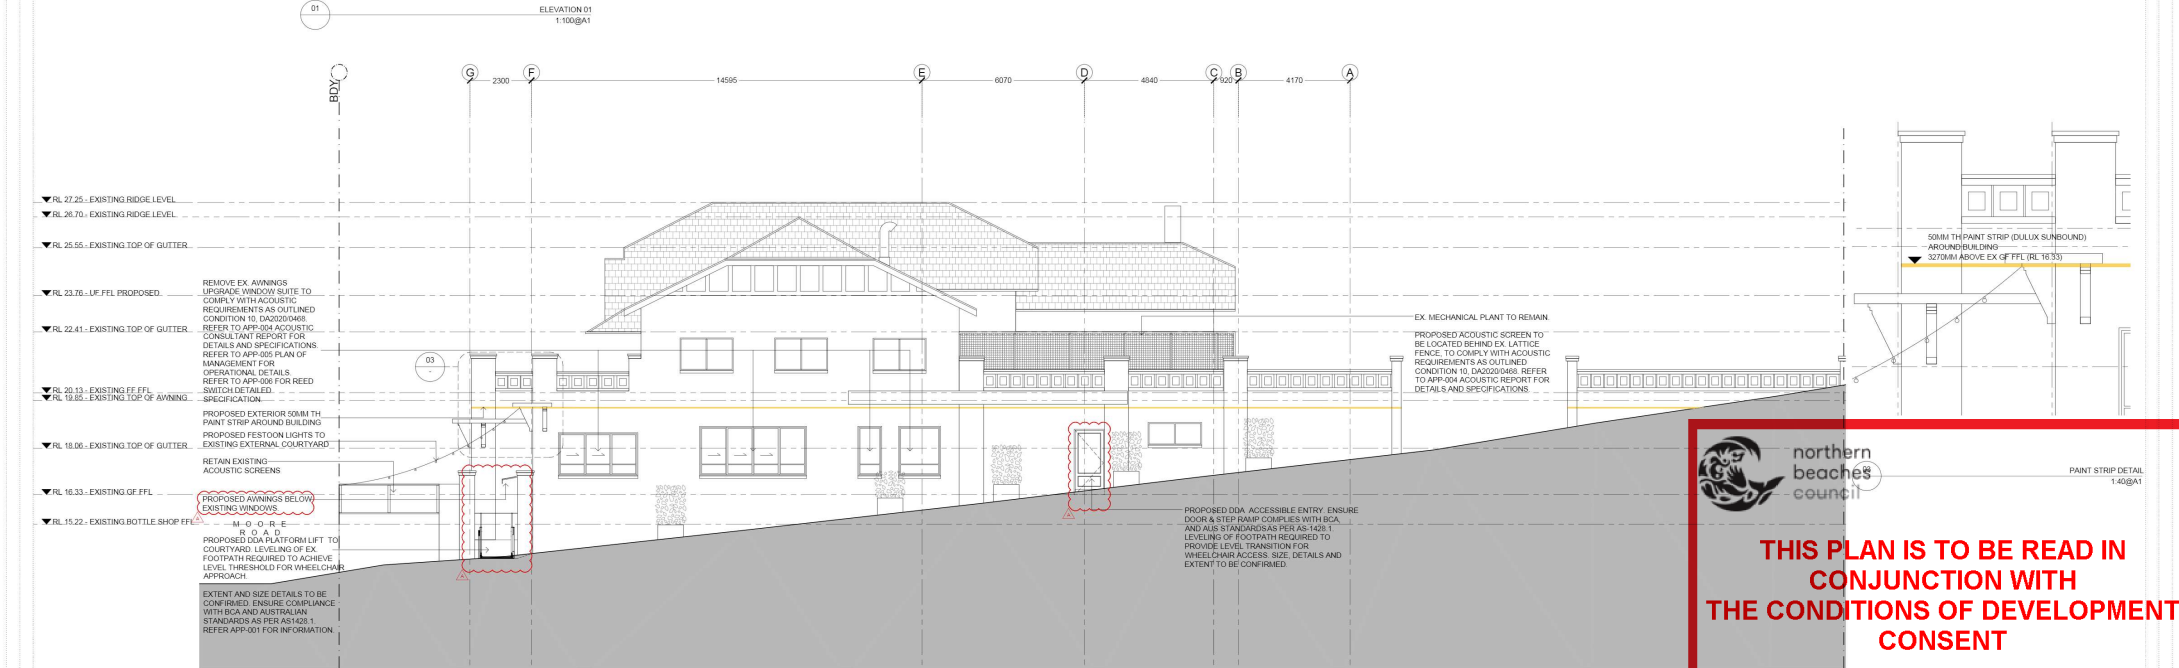 01
ELEVATION 01
1:100@A1
BDY
G
2300
F
14595
E
6070
D
4840
C
920
B
4170
A
RL 27.25 - EXISTING RIDGE LEVEL
RL 26.70 - EXISTING RIDGE LEVEL
RL 25.55 - EXISTING TOP OF GUTTER
RL 23.76 - UF FFL PROPOSED
RL 22.41 - EXISTING TOP OF GUTTER
RL 20.13 - EXISTING FF FFL
RL 19.85 - EXISTING TOP OF AWNING
RL 18.06 - EXISTING TOP OF GUTTER
RL 16.33 - EXISTING GF FFL
RL 15.22 - EXISTING BOTTLE SHOP FFL
REMOVE EX. AWNINGS
UPGRADE WINDOW SUITE TO
COMPLY WITH ACOUSTIC
REQUIREMENTS AS OUTLINED
CONDITION 10, DA2020/0468.
REFER TO APP-004 ACOUSTIC
CONSULTANT REPORT FOR
DETAILS AND SPECIFICATIONS.
REFER TO APP-005 PLAN OF
MANAGEMENT FOR
OPERATIONAL DETAILS.
REFER TO APP-006 FOR REED
SWITCH DETAILED
SPECIFICATION.
PROPOSED EXTERIOR 50MM TH
PAINT STRIP AROUND BUILDING
PROPOSED FESTOON LIGHTS TO
EXISTING EXTERNAL COURTYARD
RETAIN EXISTING
ACOUSTIC SCREENS
PROPOSED AWNINGS BELOW
EXISTING WINDOWS.
MOORE
ROAD
PROPOSED DDA PLATFORM LIFT TO
COURTYARD. LEVELING OF EX.
FOOTPATH REQUIRED TO ACHIEVE
LEVEL THRESHOLD FOR WHEELCHAIR
APPROACH.
EXTENT AND SIZE DETAILS TO BE
CONFIRMED. ENSURE COMPLIANCE
WITH BCA AND AUSTRALIAN
STANDARDS AS PER AS1428.1.
REFER APP-001 FOR INFORMATION.
03
EX. MECHANICAL PLANT TO REMAIN.
PROPOSED ACOUSTIC SCREEN TO
BE LOCATED BEHIND EX. LATTICE
FENCE, TO COMPLY WITH ACOUSTIC
REQUIREMENTS AS OUTLINED
CONDITION 10, DA2020/0468. REFER
TO APP-004 ACOUSTIC REPORT FOR
DETAILS AND SPECIFICATIONS.
PROPOSED DDA ACCESSIBLE ENTRY. ENSURE
DOOR & STEP RAMP COMPLIES WITH BCA,
AND AUS STANDARDS AS PER AS-1428.1.
LEVELING OF FOOTPATH REQUIRED TO
PROVIDE LEVEL TRANSITION FOR
WHEELCHAIR ACCESS. SIZE, DETAILS AND
EXTENT TO BE CONFIRMED.
50MM TH PAINT STRIP (DULUX SUNBOUND)
AROUND BUILDING
3270MM ABOVE EX GF FFL (RL 16.33)
northern
beaches
council
PAINT STRIP DETAIL
1:40@A1
THIS PLAN IS TO BE READ IN
CONJUNCTION WITH
THE CONDITIONS OF DEVELOPMENT
CONSENT